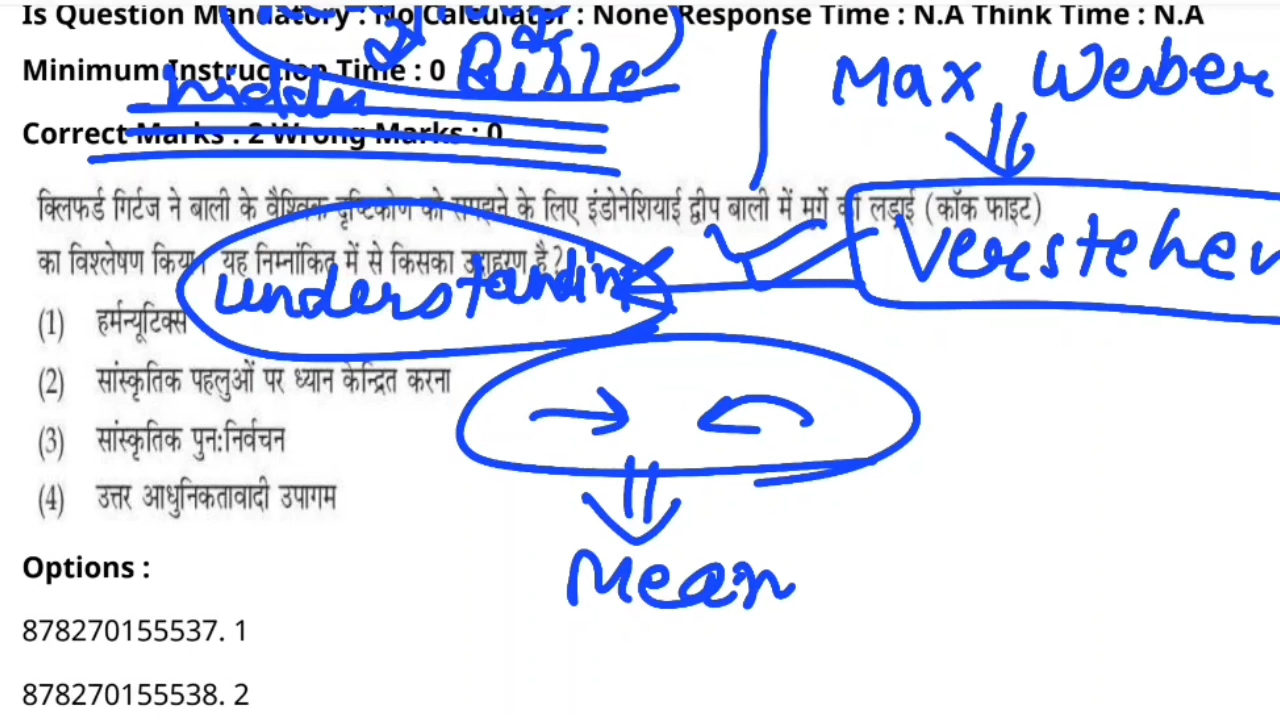 Is Question Mandatory : No Calculator : None Response Time : N.A Think Time : N.A
Minimum Instruction Time : 0
Bible
Max Weber
hidden
Correct Marks : 2 Wrong Marks : 0
क्लिफर्ड गिर्टज ने बाली के वैश्विक दृष्टिकोण को समझने के लिए इंडोनेशियाई द्वीप बाली में मुर्गे की लड़ाई (कॉक फाइट)
का विश्लेषण किया। यह निम्नांकित में से किसका उदाहरण है?
Verstehen
understanding
(1) हर्मन्यूटिक्स
(2) सांस्कृतिक पहलुओं पर ध्यान केन्द्रित करना
(3) सांस्कृतिक पुन:निर्वचन
(4) उत्तर आधुनिकतावादी उपागम
Mean
Options :
878270155537. 1
878270155538. 2